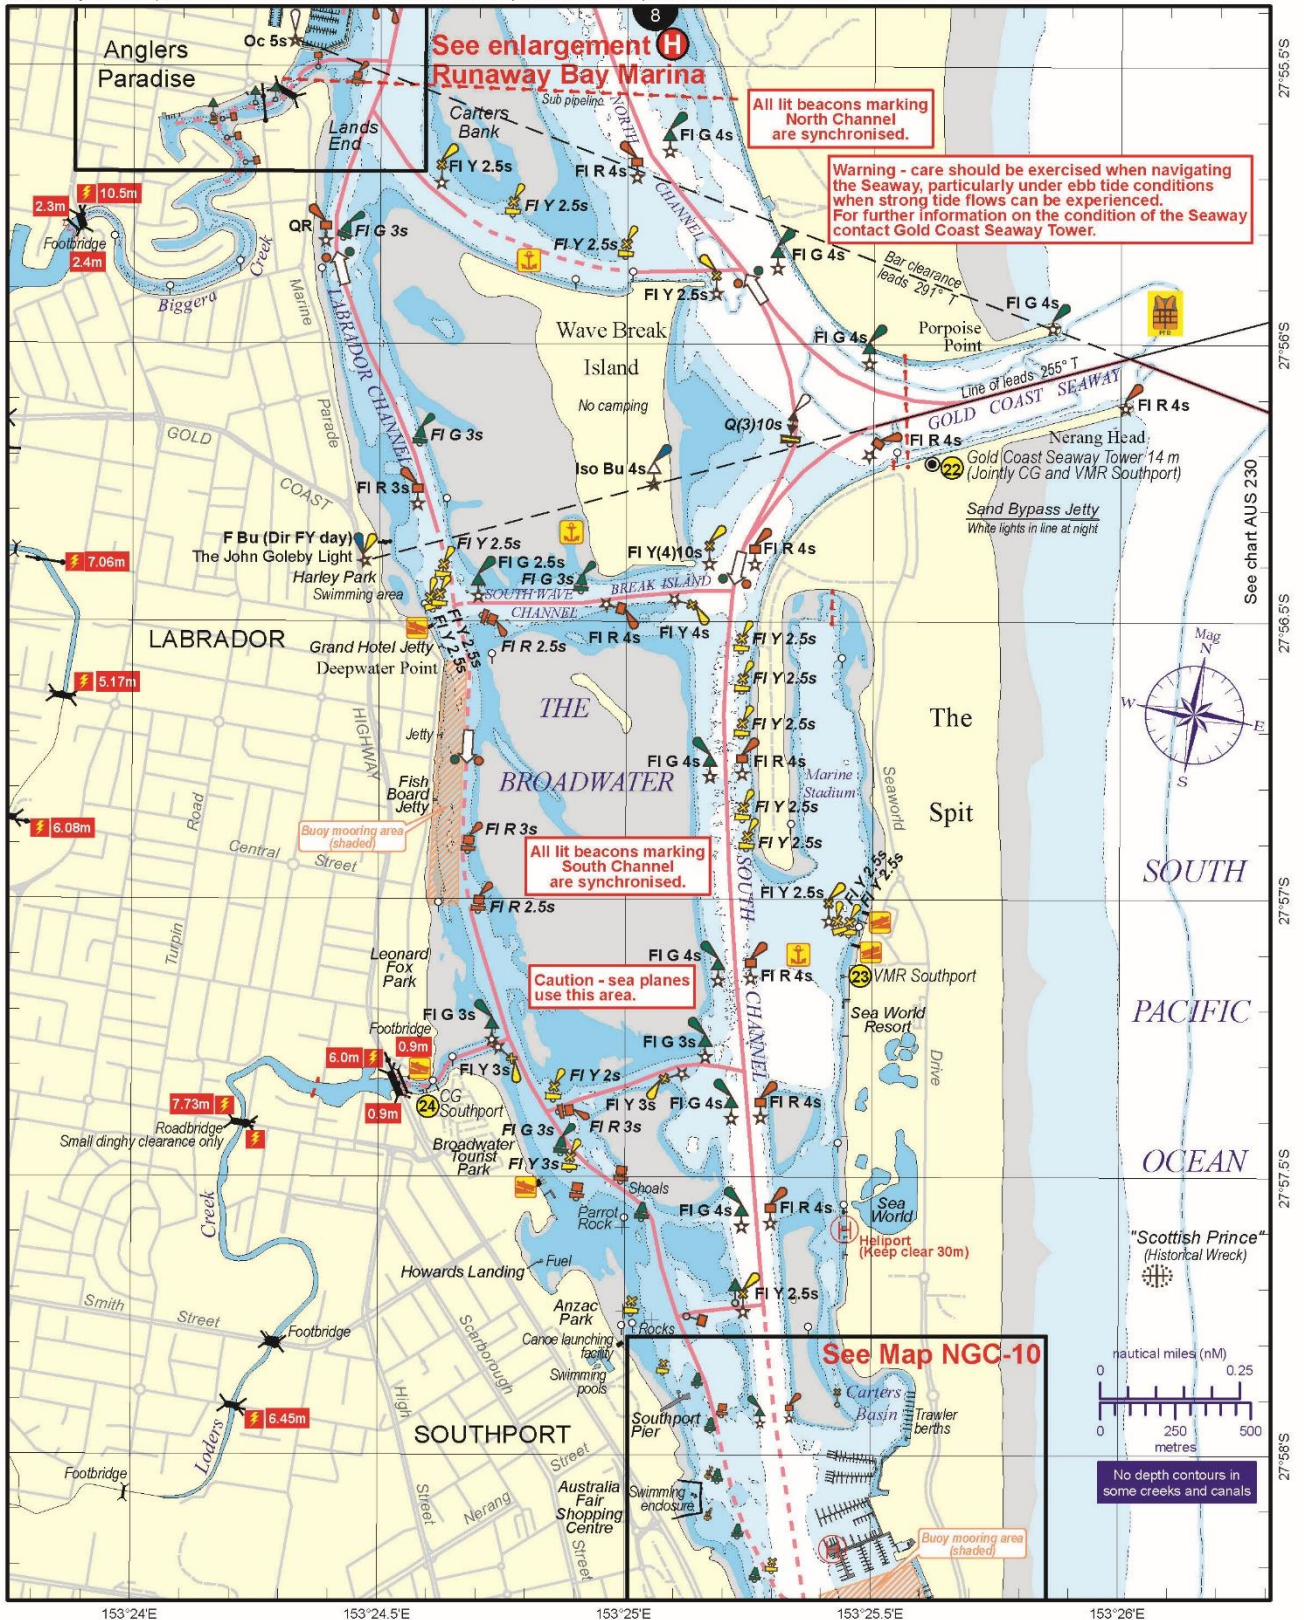 8
Oc 5s
Anglers
Paradise
See enlargement H
Runaway Bay Marina
27°55.5'S
Sub pipeline
NORTH
CHANNEL
Carters
Bank
Lands
End
All lit beacons marking
North Channel
are synchronised.
Fl G 4s
Fl R 4s
Fl Y 2.5s
Fl Y 2.5s
Fl Y 2.5s
Warning - care should be exercised when navigating
the Seaway, particularly under ebb tide conditions
when strong tide flows can be experienced.
For further information on the condition of the Seaway
contact Gold Coast Seaway Tower.
10.5m
2.3m
Footbridge
2.4m
QR
Fl G 3s
Biggera
Creek
Marine
Parade
LABRADOR CHANNEL
Fl Y 2.5s
Fl G 4s
Bar clearance
leads 291° T
Fl G 4s
Wave Break
Island
No camping
Fl G 4s
Porpoise
Point
27°56'S
Line of leads 255° T
GOLD COAST SEAWAY
Fl R 4s
Q(3)10s
Fl R 4s
Nerang Head
22
Gold Coast Seaway Tower 14 m
(Jointly CG and VMR Southport)
Sand Bypass Jetty
White lights in line at night
See chart AUS 230
GOLD
COAST
HIGHWAY
Fl G 3s
Fl R 3s
Iso Bu 4s
F Bu (Dir FY day)
The John Goleby Light
Harley Park
Swimming area
Fl Y 2.5s
Fl G 2.5s
Fl G 3s
Fl Y(4)10s
Fl R 4s
SOUTH WAVE
BREAK ISLAND
CHANNEL
7.06m
LABRADOR
Grand Hotel Jetty
Deepwater Point
Fl Y 2.5s
Fl Y 2.5s
Fl R 2.5s
Fl R 4s
Fl Y 4s
Fl Y 2.5s
27°56.5'S
5.17m
Mag
N
W
E
S
Fl Y 2.5s
THE
BROADWATER
Fl Y 2.5s
The
Spit
Jetty
Fish
Board
Jetty
Fl G 4s
Fl R 4s
Marine
Stadium
Seaworld
Drive
Fl Y 2.5s
Fl Y 2.5s
6.08m
Road
Turpin
Central
Street
Buoy mooring area
(shaded)
Fl R 3s
All lit beacons marking
South Channel
are synchronised.
SOUTH
CHANNEL
Fl R 2.5s
Fl Y 2.5s
Fl Y 2.5s
Fl Y 2.5s
SOUTH
PACIFIC
OCEAN
27°57'S
Leonard
Fox
Park
Fl G 4s
Fl R 4s
Caution - sea planes
use this area.
23
VMR Southport
Sea World
Resort
Footbridge
Fl G 3s
Fl G 3s
6.0m
0.9m
0.9m
24
CG
Southport
Fl Y 3s
Fl Y 2s
Fl Y 3s
Fl G 4s
Fl R 4s
Fl R 3s
7.73m
Roadbridge
Small dinghy clearance only
Fl G 3s
Fl Y 3s
Broadwater
Tourist
Park
Shoals
Parrot
Rock
Fl G 4s
Fl R 4s
Sea
World
27°57.5'S
Heliport
(Keep clear 30m)
"Scottish Prince"
(Historical Wreck)
Creek
Howards Landing
Fuel
Fl Y 2.5s
Smith
Street
Footbridge
Scarborough
Street
Anzac
Park
Canoe launching
facility
Swimming
pools
Rocks
See Map NGC-10
nautical miles (nM)
0
0.25
0
250
500
metres
6.45m
Loders
High
Street
SOUTHPORT
Southport
Pier
Carters
Basin
Trawler
berths
27°58'S
Footbridge
Nerang
Street
Australia
Fair
Shopping
Centre
Swimming
enclosure
No depth contours in
some creeks and canals
Buoy mooring area
(shaded)
153°24'E
153°24.5'E
153°25'E
153°25.5'E
153°26'E